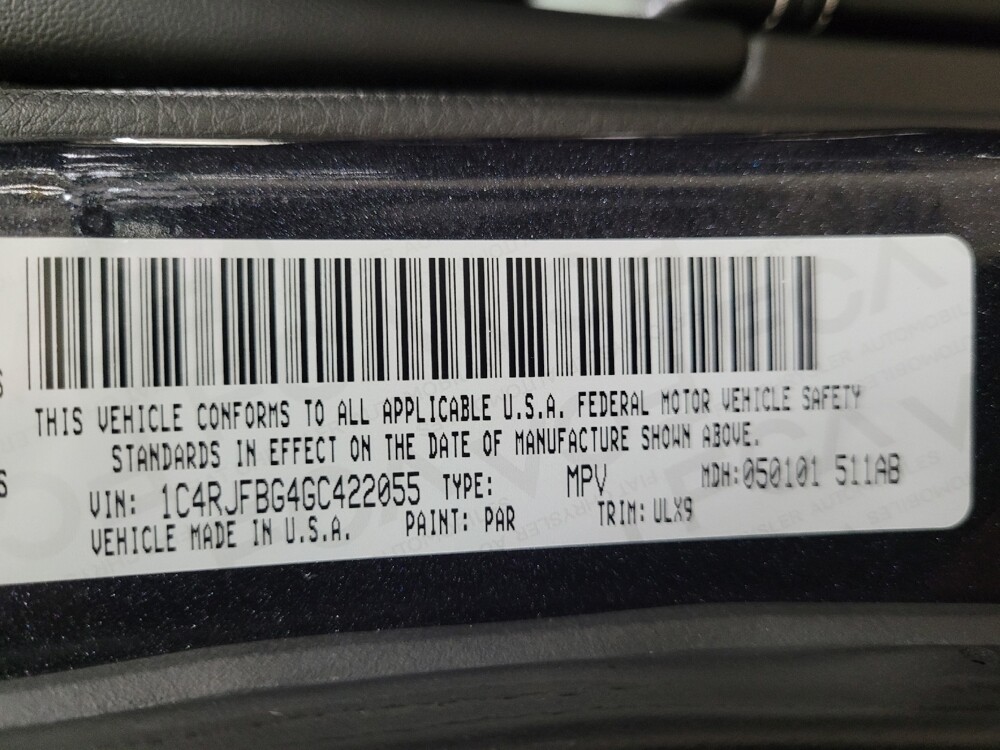 THIS VEHICLE CONFORMS TO ALL APPLICABLE U.S.A. FEDERAL MOTOR VEHICLE SAFETY
STANDARDS IN EFFECT ON THE DATE OF MANUFACTURE SHOWN ABOVE.
VIN: 1C4RJFBG4GC422055 TYPE: MPV MDH:050101 511AB
VEHICLE MADE IN U.S.A. PAINT: PAR TRIM: ULX9